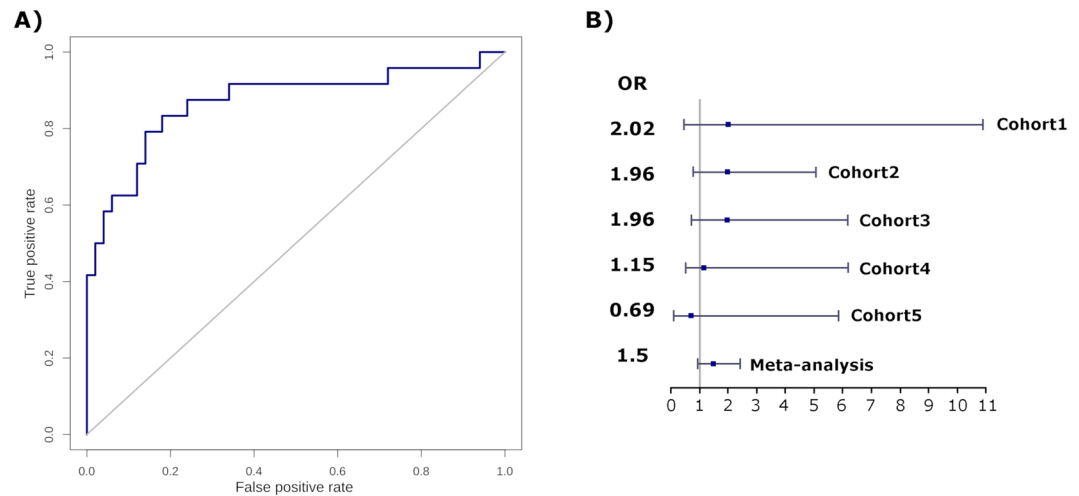 A)
1.0
0.8
0.6
0.4
0.2
0.0
True positive rate
0.0 0.2 0.4 0.6 0.8 1.0
False positive rate
B)
OR
2.02 Cohort1
1.96 Cohort2
1.96 Cohort3
1.15 Cohort4
0.69 Cohort5
1.5 Meta-analysis
0 1 2 3 4 5 6 7 8 9 10 11